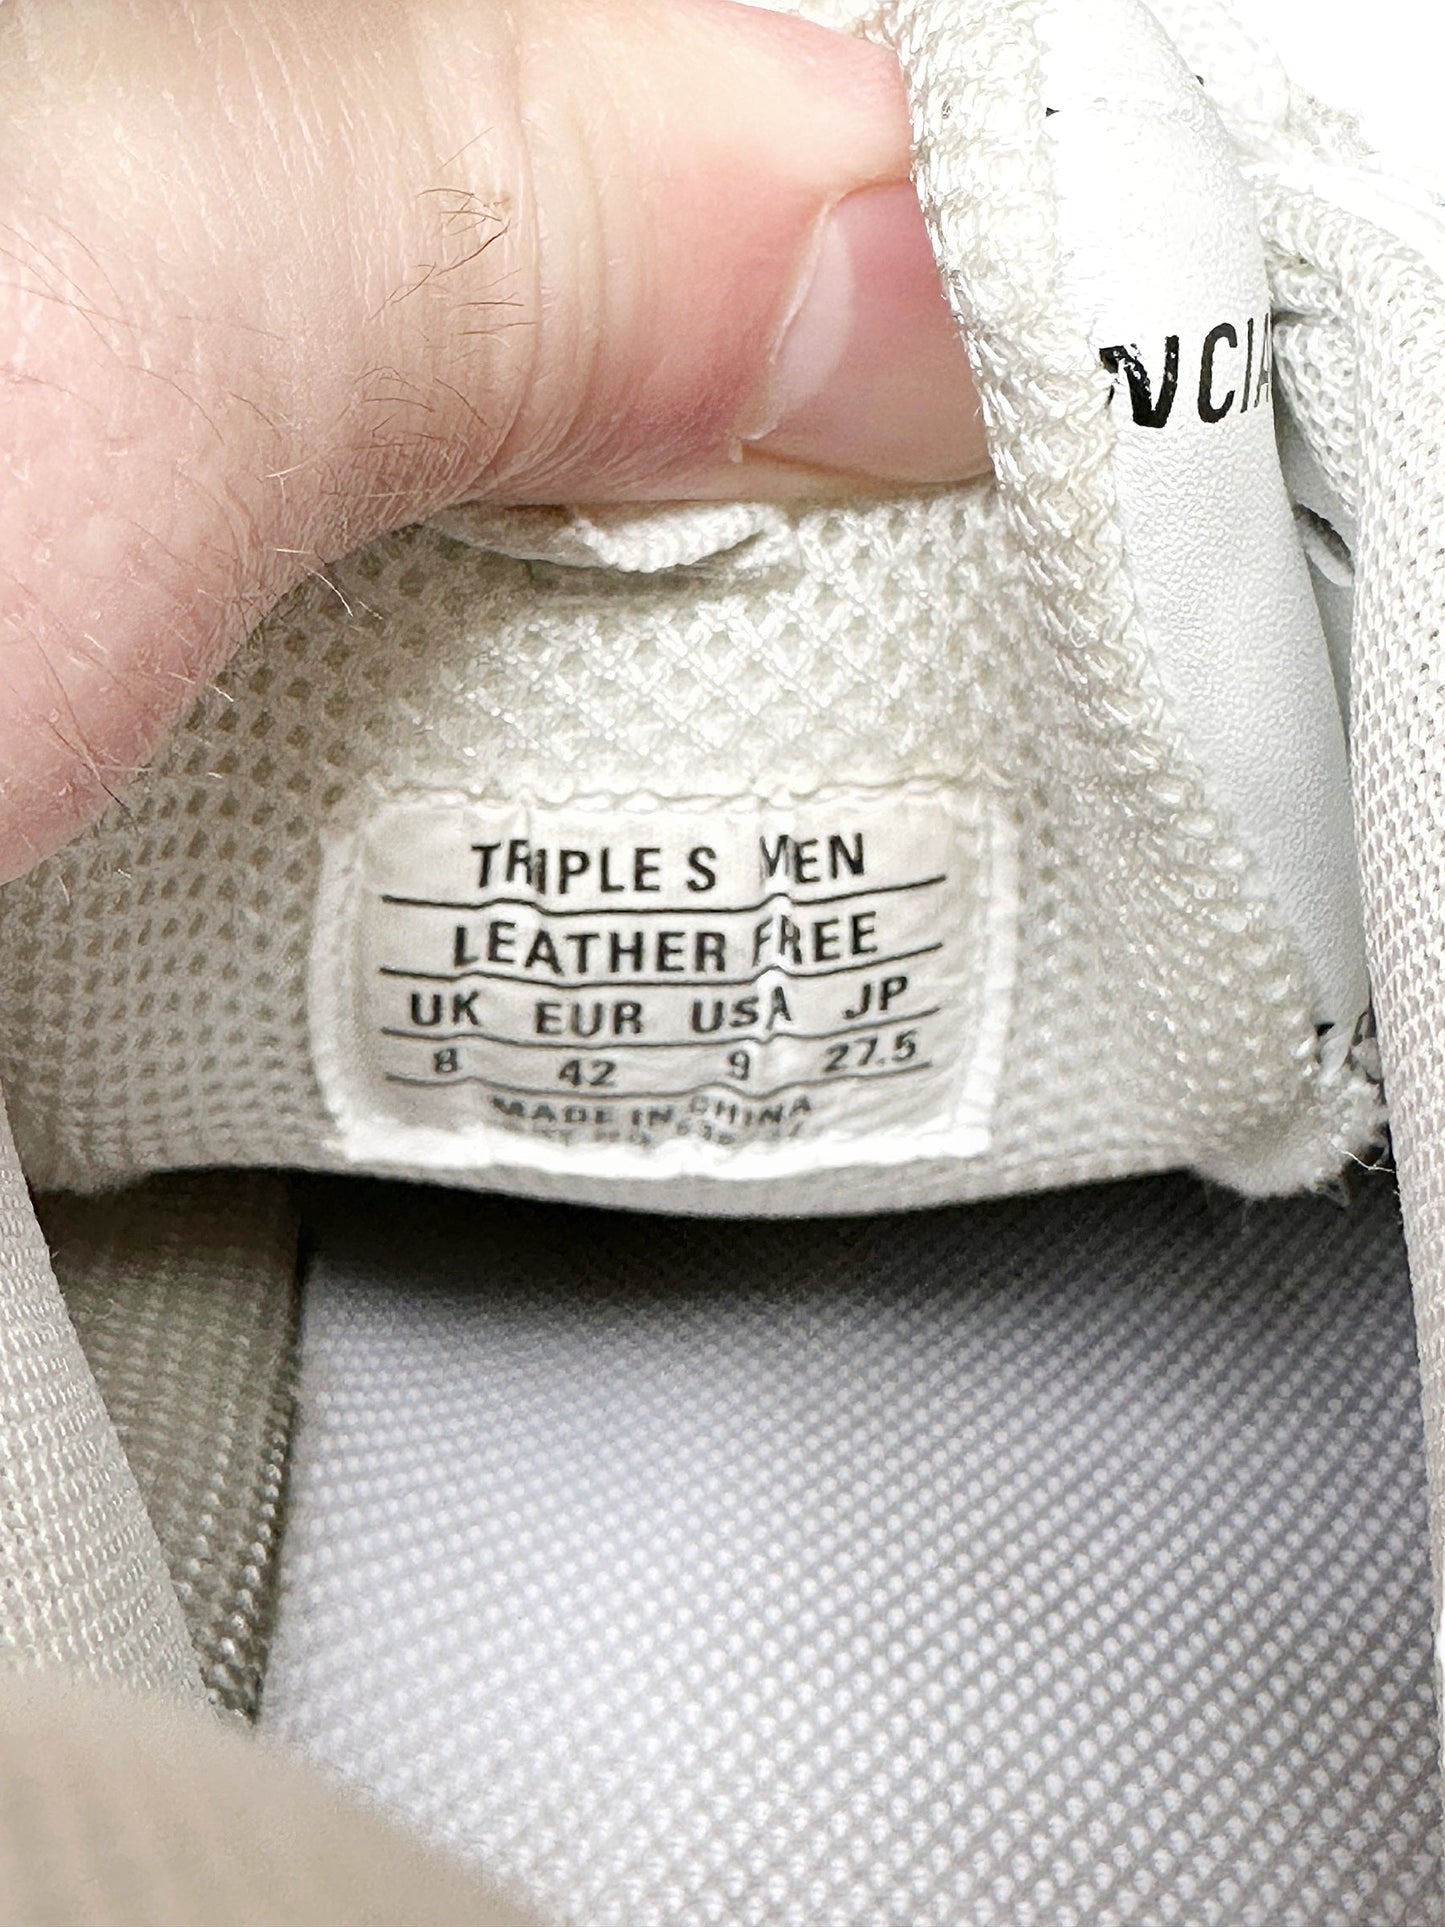 NCIA
TRIPLE S MEN
LEATHER FREE
UK EUR USA JP
8 42 9 27.5
MADE IN CHINA